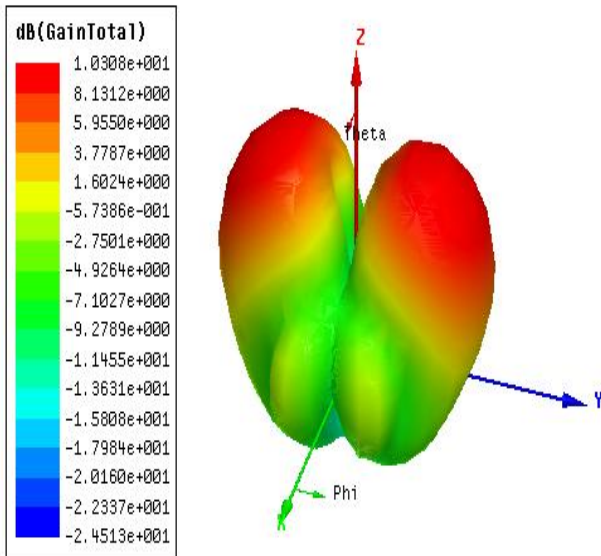 dB(GainTotal)
1.0308e+001
8.1312e+000
5.9550e+000
3.7787e+000
1.6024e+000
-5.7386e-001
-2.7501e+000
-4.9264e+000
-7.1027e+000
-9.2789e+000
-1.1455e+001
-1.3631e+001
-1.5808e+001
-1.7984e+001
-2.0160e+001
-2.2337e+001
-2.4513e+001
Z
Theta
Y
Phi
X